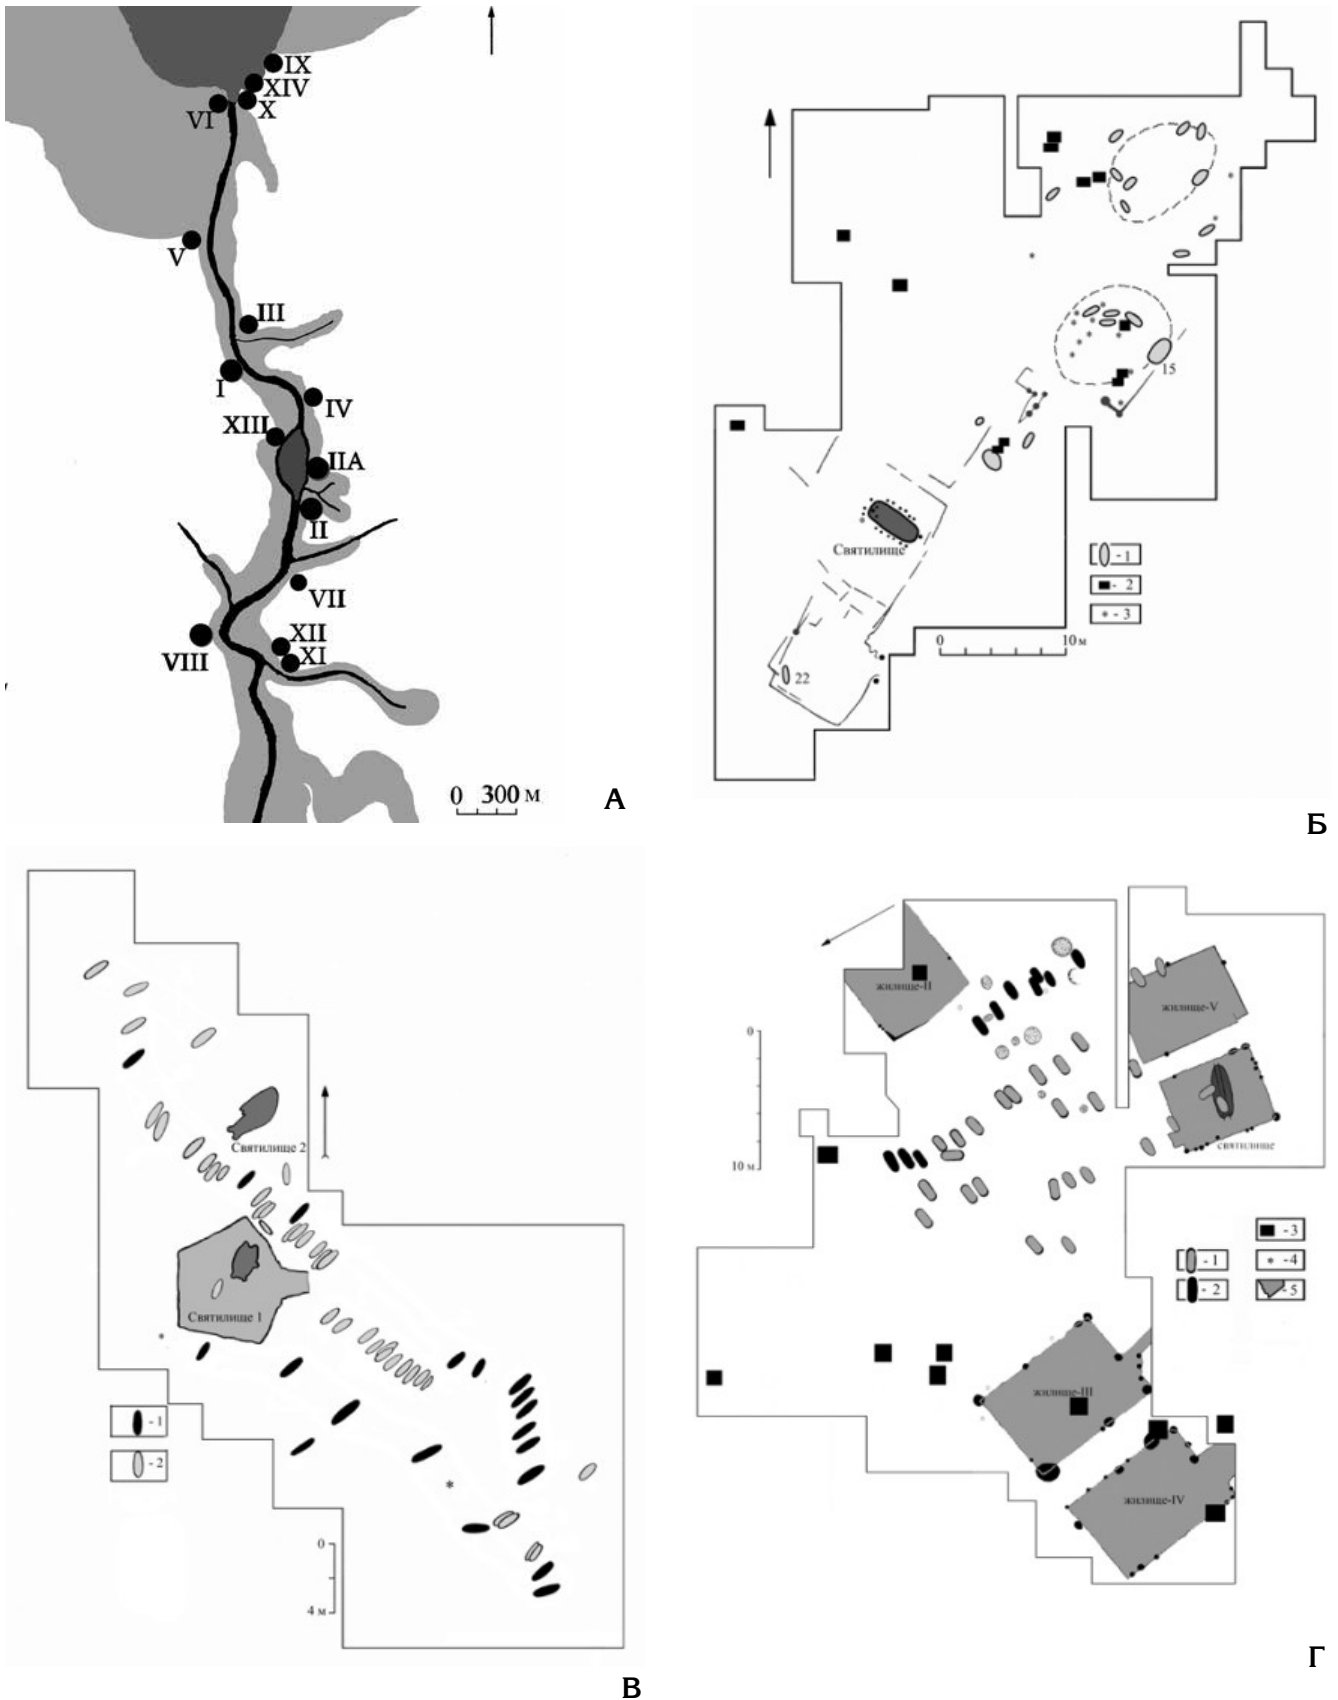 IX
XIV
X
VI
V
III
I
IV
XIII
IIA
II
VII
XII
XI
VIII
0 300 м
А
15
Святилище
22
- 1
- 2
- 3
0 10 м
Б
Святилище 2
Святилище 1
- 1
- 2
0
4 м
В
жилище-II
жилище-V
0
святилище
10 м
- 3
- 1
- 4
- 2
- 5
жилище-III
жилище-IV
Г